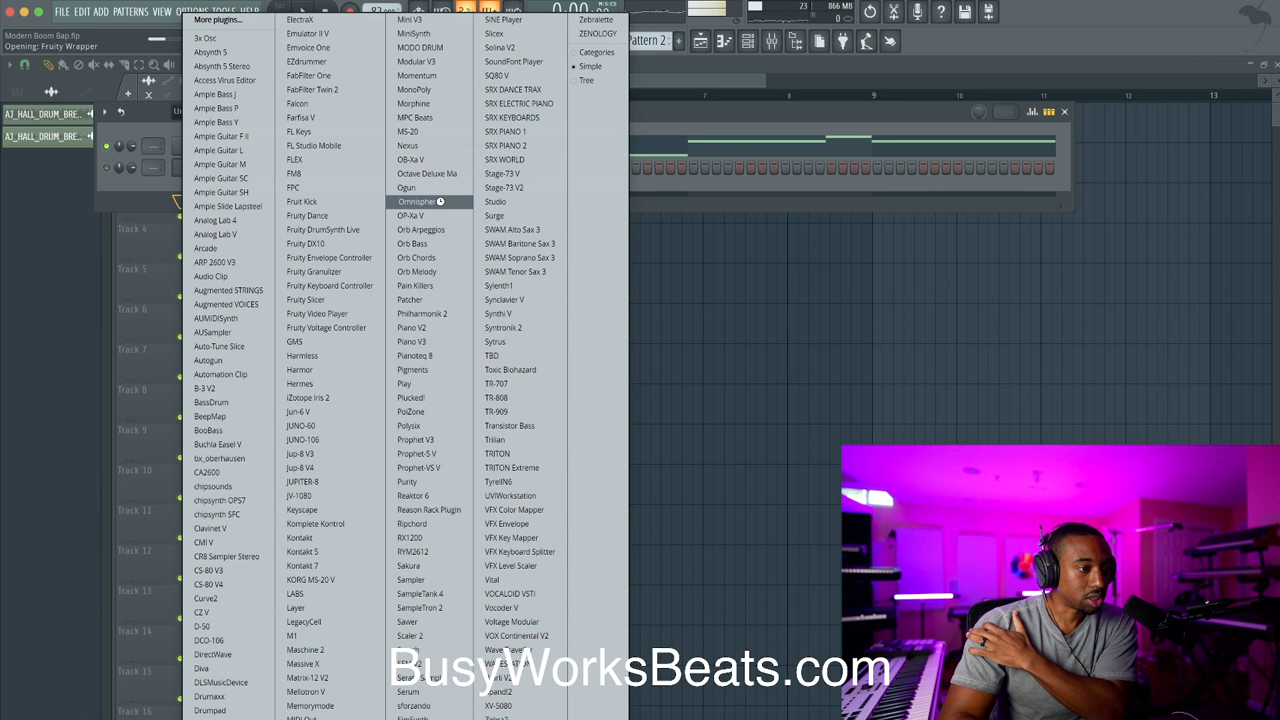 FILE EDIT ADD PATTERNS VIEW OPTIONS TOOLS HELP
23
866 MB
0
Modern Boom Bap.flp
Opening: Fruity Wrapper
Pattern 2
AJ_HALL_DRUM_BRE..
AJ_HALL_DRUM_BRE..
7
8
9
10
11
12
13
Track 4
Track 5
Track 6
Track 7
Track 8
Track 9
Track 10
Track 11
Track 12
Track 13
Track 14
Track 15
Track 16
More plugins...
3x Osc
Absynth 5
Absynth 5 Stereo
Access Virus Editor
Ample Bass J
Ample Bass P
Ample Bass Y
Ample Guitar F II
Ample Guitar L
Ample Guitar M
Ample Guitar SC
Ample Guitar SH
Ample Slide Lapsteel
Analog Lab 4
Analog Lab V
Arcade
ARP 2600 V3
Audio Clip
Augmented STRINGS
Augmented VOICES
AUMIDISynth
AUSampler
Auto-Tune Slice
Autogun
Automation Clip
B-3 V2
BassDrum
BeepMap
BooBass
Buchla Easel V
bx_oberhausen
CA2600
chipsounds
chipsynth OPS7
chipsynth SFC
Clavinet V
CMI V
CR8 Sampler Stereo
CS-80 V3
CS-80 V4
Curve2
CZ V
D-50
DCO-106
DirectWave
Diva
DLSMusicDevice
Drumaxx
Drumpad
ElectraX
Emulator II V
Emvoice One
EZdrummer
FabFilter One
FabFilter Twin 2
Falcon
Farfisa V
FL Keys
FL Studio Mobile
FLEX
FM8
FPC
Fruit Kick
Fruity Dance
Fruity DrumSynth Live
Fruity DX10
Fruity Envelope Controller
Fruity Granulizer
Fruity Keyboard Controller
Fruity Slicer
Fruity Video Player
Fruity Voltage Controller
GMS
Harmless
Harmor
Hermes
iZotope Iris 2
Jun-6 V
JUNO-60
JUNO-106
Jup-8 V3
Jup-8 V4
JUPITER-8
JV-1080
Keyscape
Komplete Kontrol
Kontakt
Kontakt 5
Kontakt 7
KORG MS-20 V
LABS
Layer
LegacyCell
M1
Maschine 2
Massive X
Matrix-12 V2
Mellotron V
Memorymode
MIDI Out
Mini V3
MiniSynth
MODO DRUM
Modular V3
Momentum
MonoPoly
Morphine
MPC Beats
MS-20
Nexus
OB-Xa V
Octave Deluxe Ma
Ogun
Omnispher
OP-Xa V
Orb Arpeggios
Orb Bass
Orb Chords
Orb Melody
Pain Killers
Patcher
Philharmonik 2
Piano V2
Piano V3
Pianoteq 8
Pigments
Play
Plucked!
PoiZone
Polysix
Prophet V3
Prophet-5 V
Prophet-VS V
Purity
Reaktor 6
Reason Rack Plugin
Ripchord
RX1200
RYM2612
Sakura
Sampler
SampleTank 4
SampleTron 2
Sawer
Scaler 2
Serum
sforzando
SimSynth
SINE Player
Slicex
Solina V2
SoundFont Player
SQ80 V
SRX DANCE TRAX
SRX ELECTRIC PIANO
SRX KEYBOARDS
SRX PIANO 1
SRX PIANO 2
SRX WORLD
Stage-73 V
Stage-73 V2
Studio
Surge
SWAM Alto Sax 3
SWAM Baritone Sax 3
SWAM Soprano Sax 3
SWAM Tenor Sax 3
Sylenth1
Synclavier V
Synthi V
Syntronik 2
Sytrus
TBD
Toxic Biohazard
TR-707
TR-808
TR-909
Transistor Bass
Trilian
TRITON
TRITON Extreme
TyrellN6
UVIWorkstation
VFX Color Mapper
VFX Envelope
VFX Key Mapper
VFX Keyboard Splitter
VFX Level Scaler
Vital
VOCALOID VSTi
Vocoder V
Voltage Modular
VOX Continental V2
XV-5080
Zebra2
Zebralette
ZENOLOGY
Categories
Simple
Tree
BusyWorksBeats.com